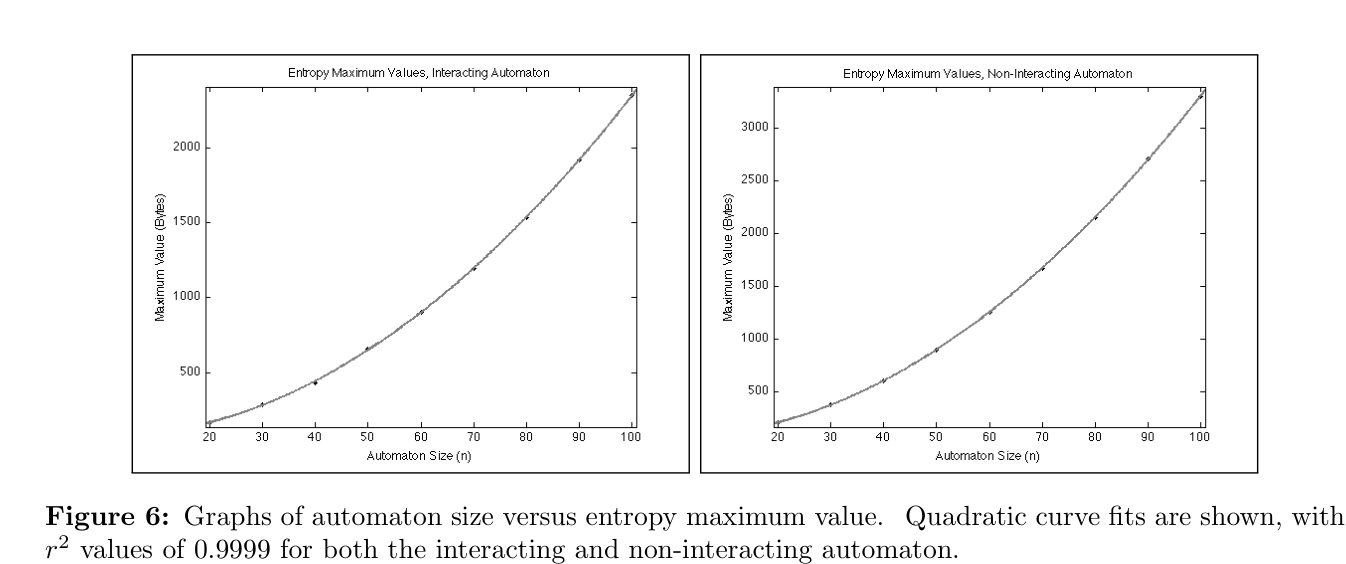 Entropy Maximum Values, Interacting Automaton
Maximum Value (Bytes)
2000
1500
1000
500
20 30 40 50 60 70 80 90 100
Automaton Size (n)
Entropy Maximum Values, Non-Interacting Automaton
Maximum Value (Bytes)
3000
2500
2000
1500
1000
500
20 30 40 50 60 70 80 90 100
Automaton Size (n)
Figure 6: Graphs of automaton size versus entropy maximum value. Quadratic curve fits are shown, with
r² values of 0.9999 for both the interacting and non-interacting automaton.